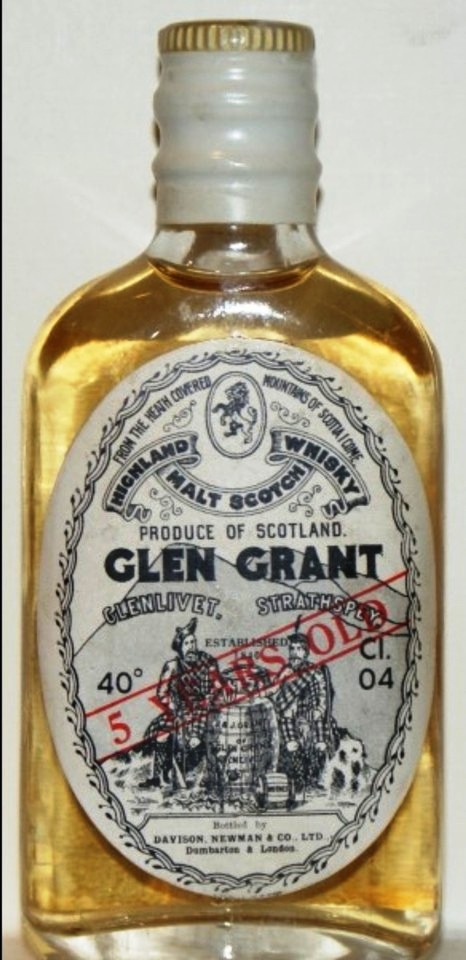 FROM THE HEATH COVERED MOUNTAINS OF SCOTIA I COME
HIGHLAND WHISKY
MALT SCOTCH
PRODUCE OF SCOTLAND.
GLEN GRANT
GLENLIVET, STRATHSPEY.
ESTABLISHED
1840
40° Cl.
04
5 YEARS OLD
Bottled by
DAVISON, NEWMAN & CO., LTD.,
Dumbarton & London.